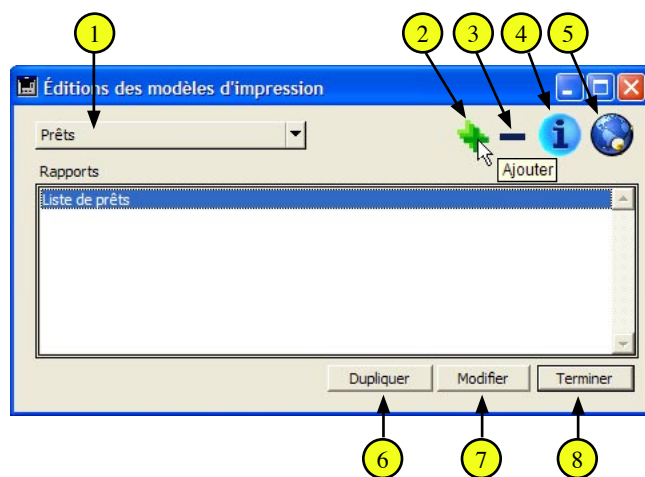 1
2
3
4
5
Éditions des modèles d'impression
Prêts
Ajouter
Rapports
Liste de prêts
Dupliquer
Modifier
Terminer
6
7
8